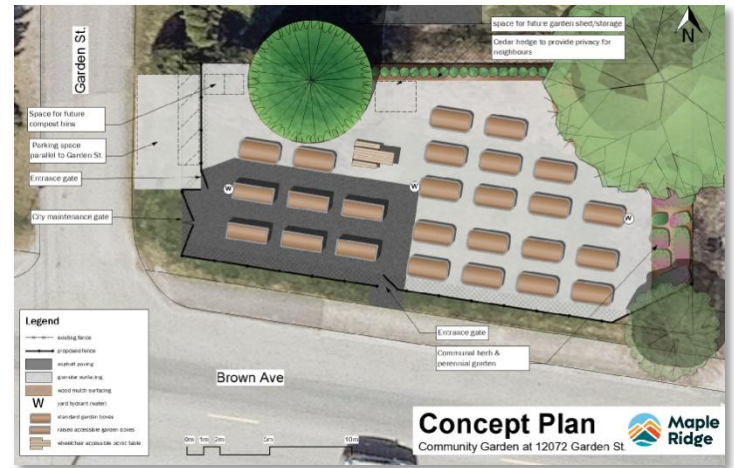 Garden St.
space for future garden shed/storage
Cedar hedge to provide privacy for
neighbours
N
Space for future
compost bins
Parking space
parallel to Garden St.
Entrance gate
City maintenance gate
W
W
W
Entrance gate
Communal herb &
perennial garden
Brown Ave
Legend
existing fence
proposed fence
asphalt paving
granular surfacing
wood mulch surfacing
W
yard hydrant (water)
standard garden boxes
raised accessible garden boxes
wheelchair accessible picnic table
0m 1m 2m 5m 10m
Concept Plan
Community Garden at 12072 Garden St.
Maple
Ridge